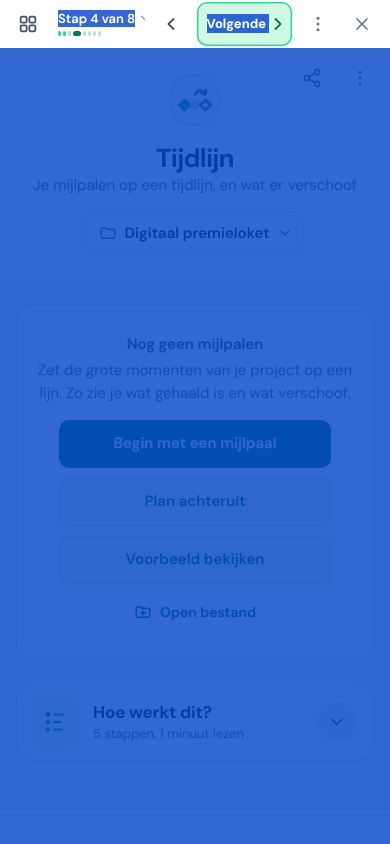 Stap 4 van 8
Volgende
Tijdlijn
Je mijlpalen op een tijdlijn, en wat er verschoof
Digitaal premieloket
Nog geen mijlpalen
Zet de grote momenten van je project op een
lijn. Zo zie je wat gehaald is en wat verschoof.
Begin met een mijlpaal
Plan achteruit
Voorbeeld bekijken
Open bestand
Hoe werkt dit?
5 stappen, 1 minuut lezen